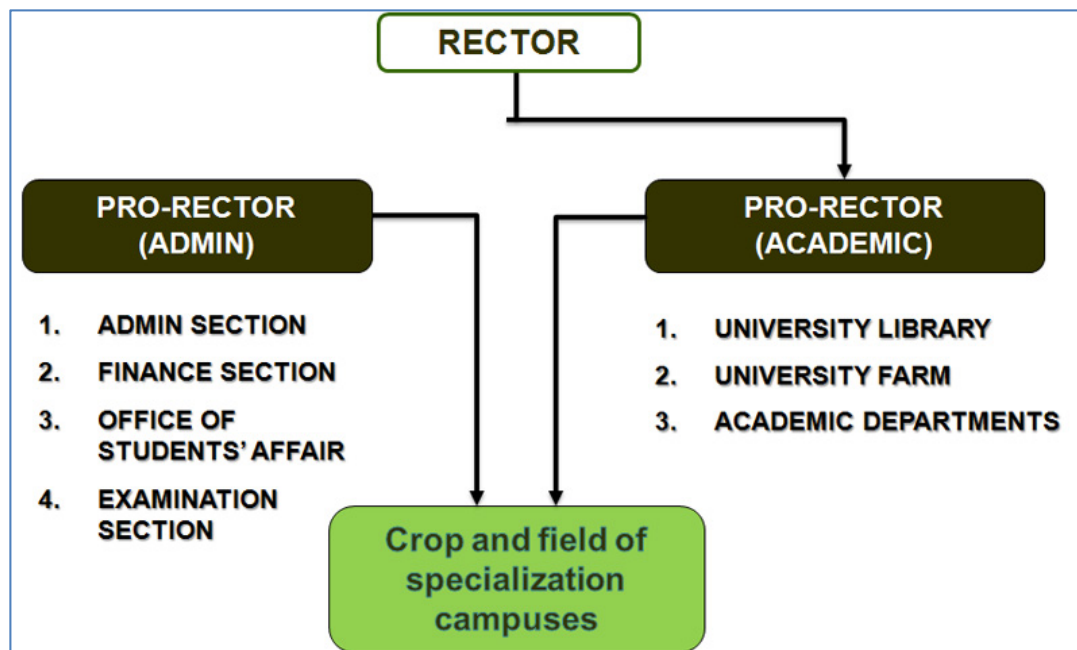 RECTOR
PRO-RECTOR
(ADMIN)
1. ADMIN SECTION
2. FINANCE SECTION
3. OFFICE OF
STUDENTS' AFFAIR
4. EXAMINATION
SECTION
PRO-RECTOR
(ACADEMIC)
1. UNIVERSITY LIBRARY
2. UNIVERSITY FARM
3. ACADEMIC DEPARTMENTS
Crop and field of
specialization
campuses